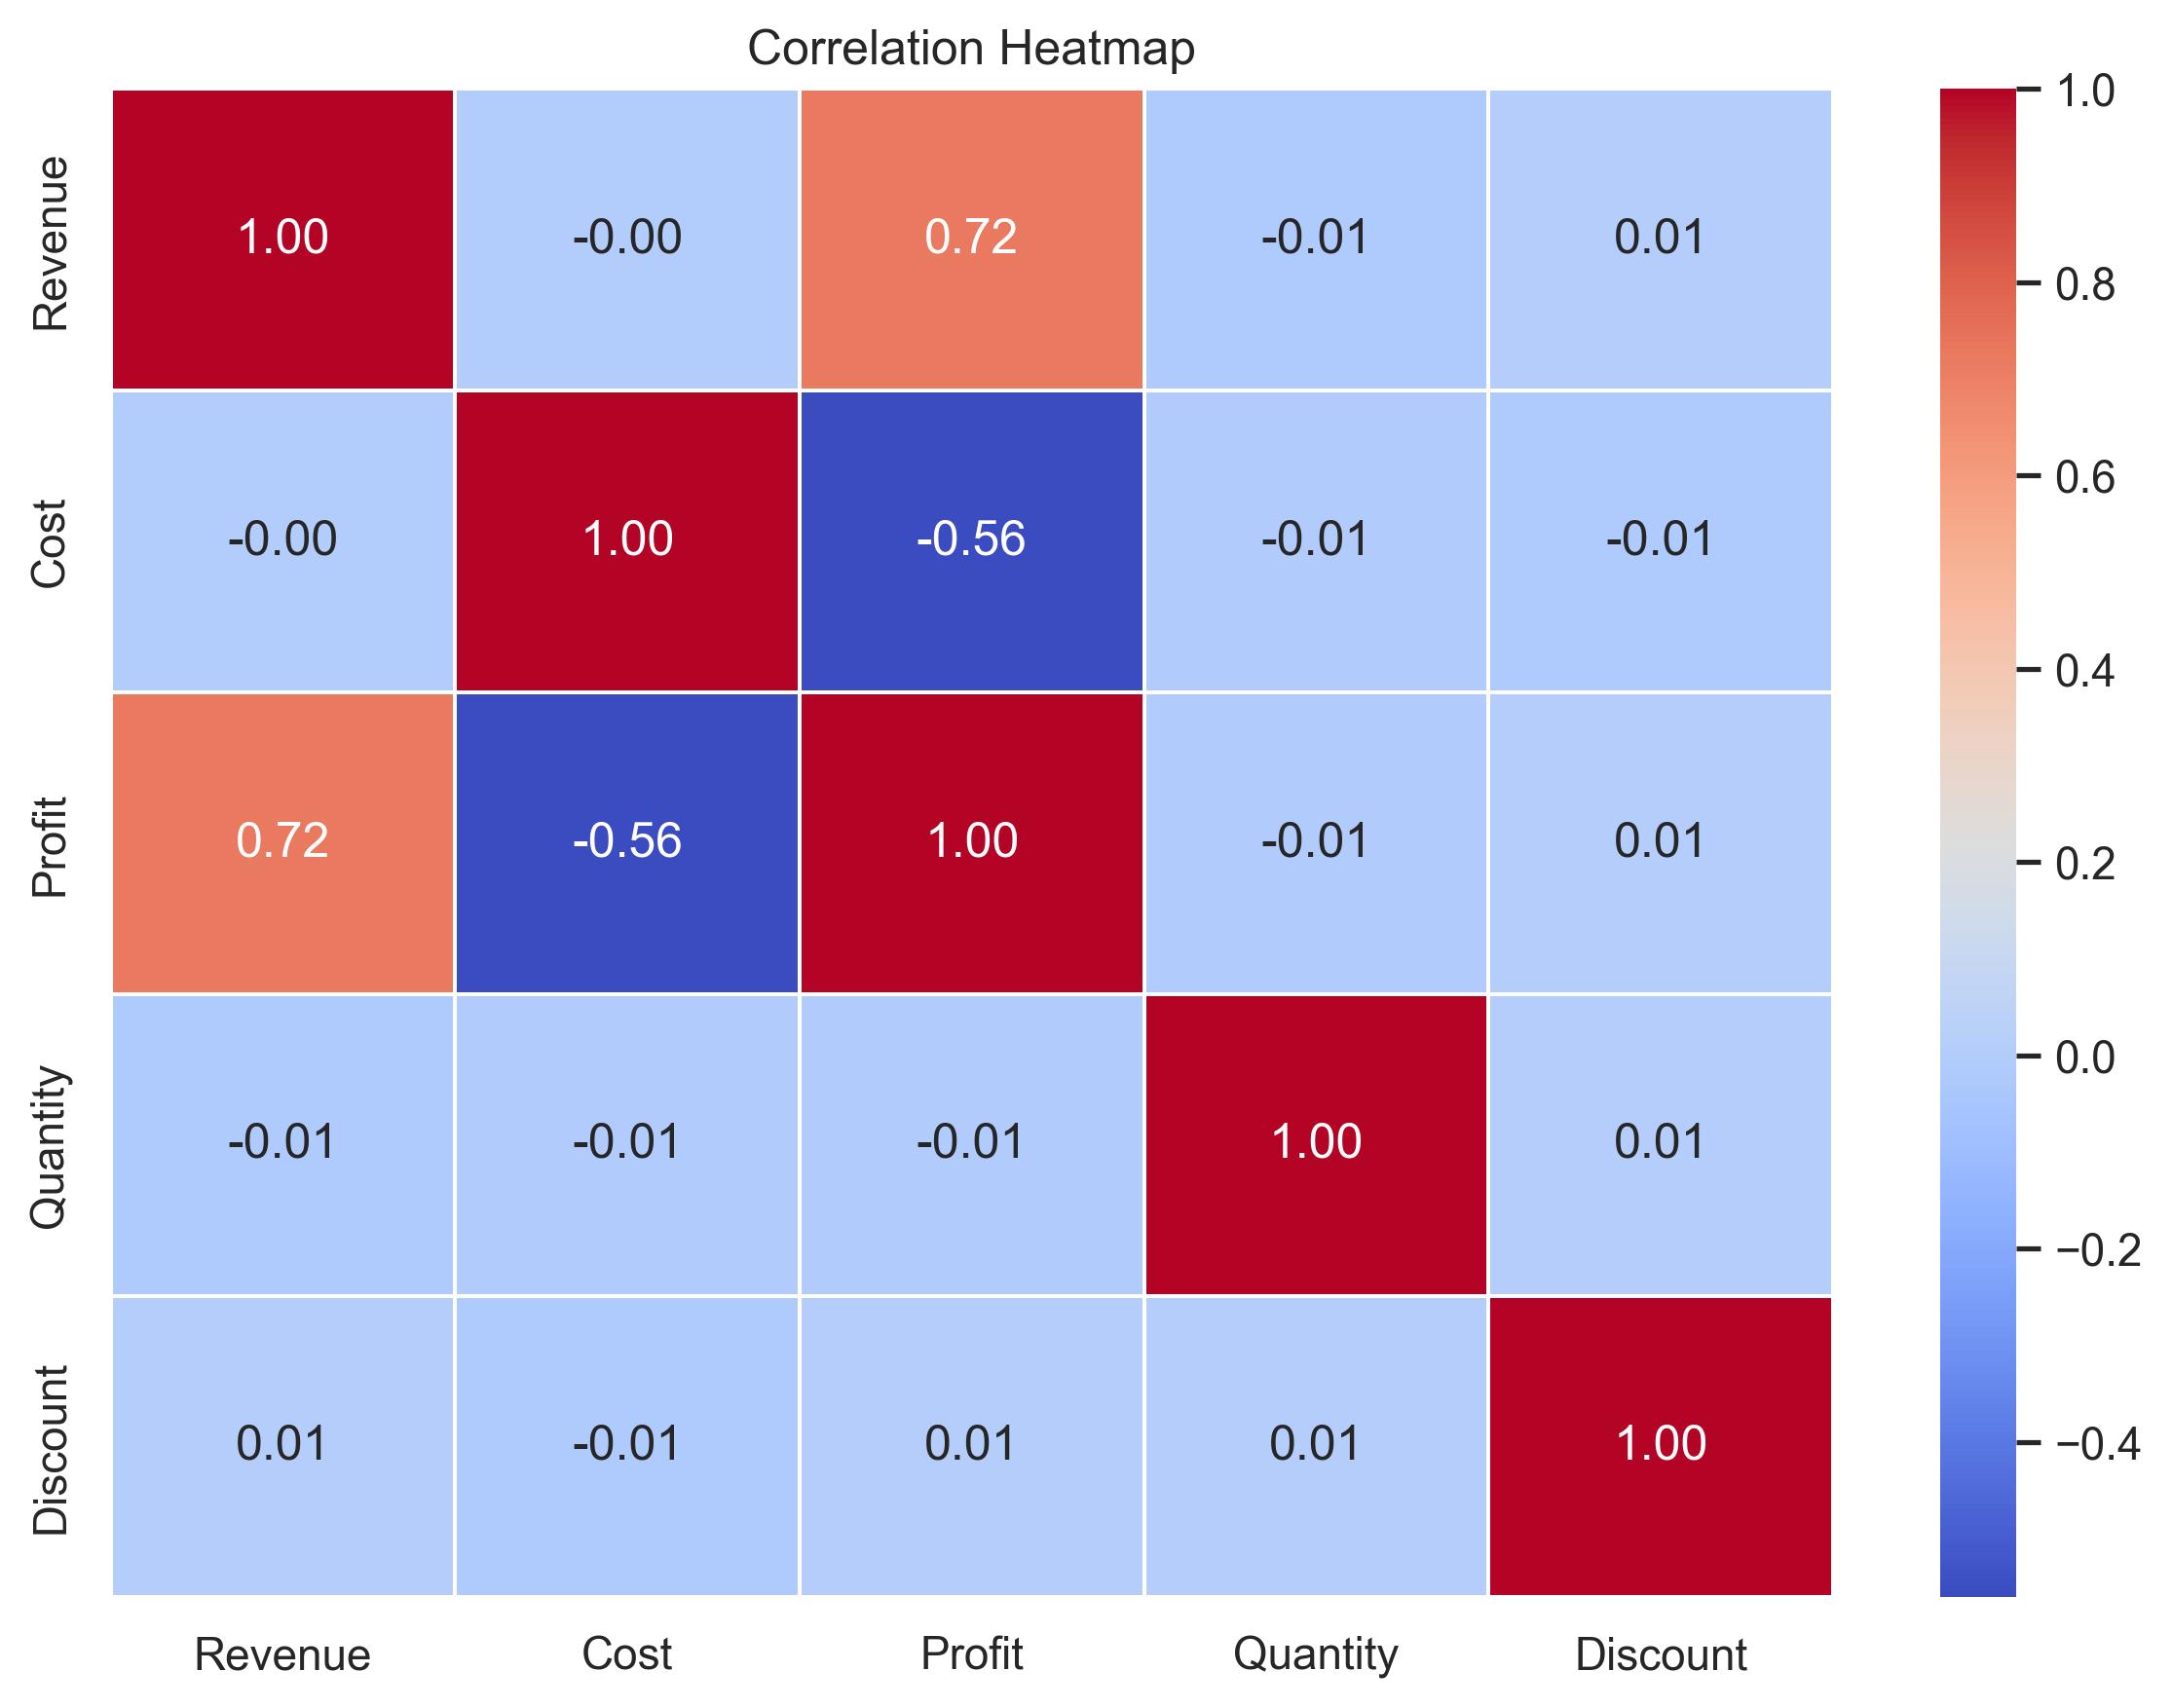 Correlation Heatmap
Revenue 1.00 -0.00 0.72 -0.01 0.01
Cost -0.00 1.00 -0.56 -0.01 -0.01
Profit 0.72 -0.56 1.00 -0.01 0.01
Quantity -0.01 -0.01 -0.01 1.00 0.01
Discount 0.01 -0.01 0.01 0.01 1.00
Revenue Cost Profit Quantity Discount
1.0
0.8
0.6
0.4
0.2
0.0
−0.2
−0.4